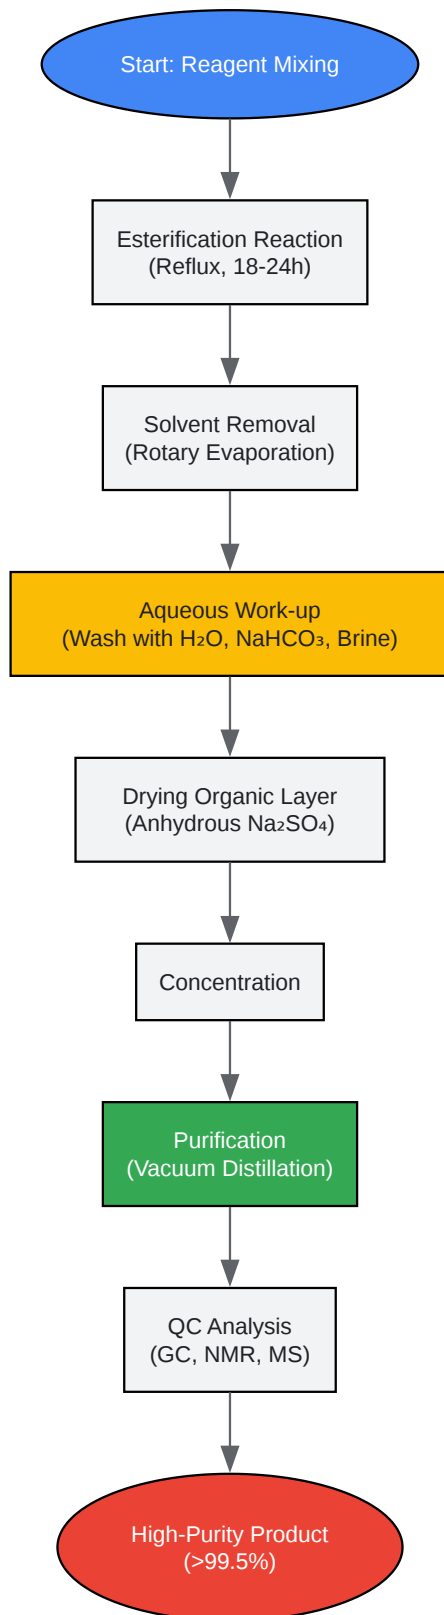 Start: Reagent Mixing
Esterification Reaction
(Reflux, 18-24h)
Solvent Removal
(Rotary Evaporation)
Aqueous Work-up
(Wash with H₂O, NaHCO₃, Brine)
Drying Organic Layer
(Anhydrous Na₂SO₄)
Concentration
Purification
(Vacuum Distillation)
QC Analysis
(GC, NMR, MS)
High-Purity Product
(>99.5%)